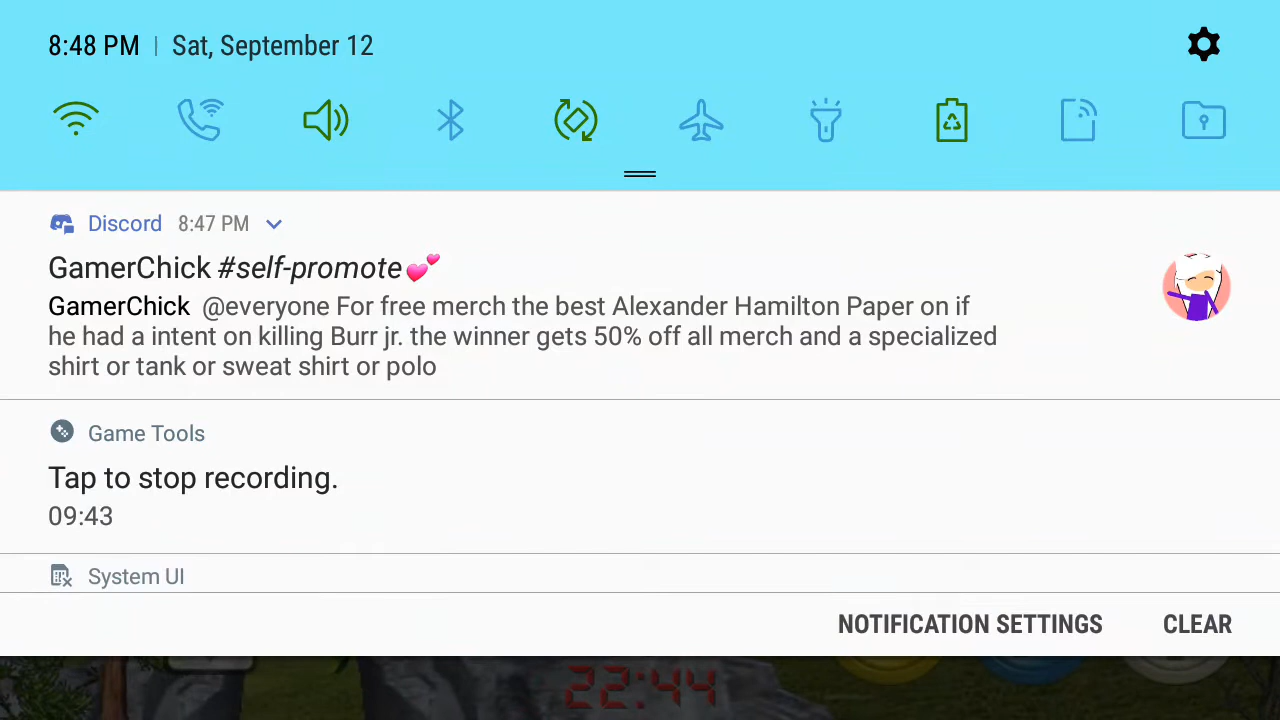 8:48 PM | Sat, September 12
Discord 8:47 PM
GamerChick #self-promote💕
GamerChick @everyone For free merch the best Alexander Hamilton Paper on if
he had a intent on killing Burr jr. the winner gets 50% off all merch and a specialized
shirt or tank or sweat shirt or polo
Game Tools
Tap to stop recording.
09:43
System UI
NOTIFICATION SETTINGS CLEAR
22:44